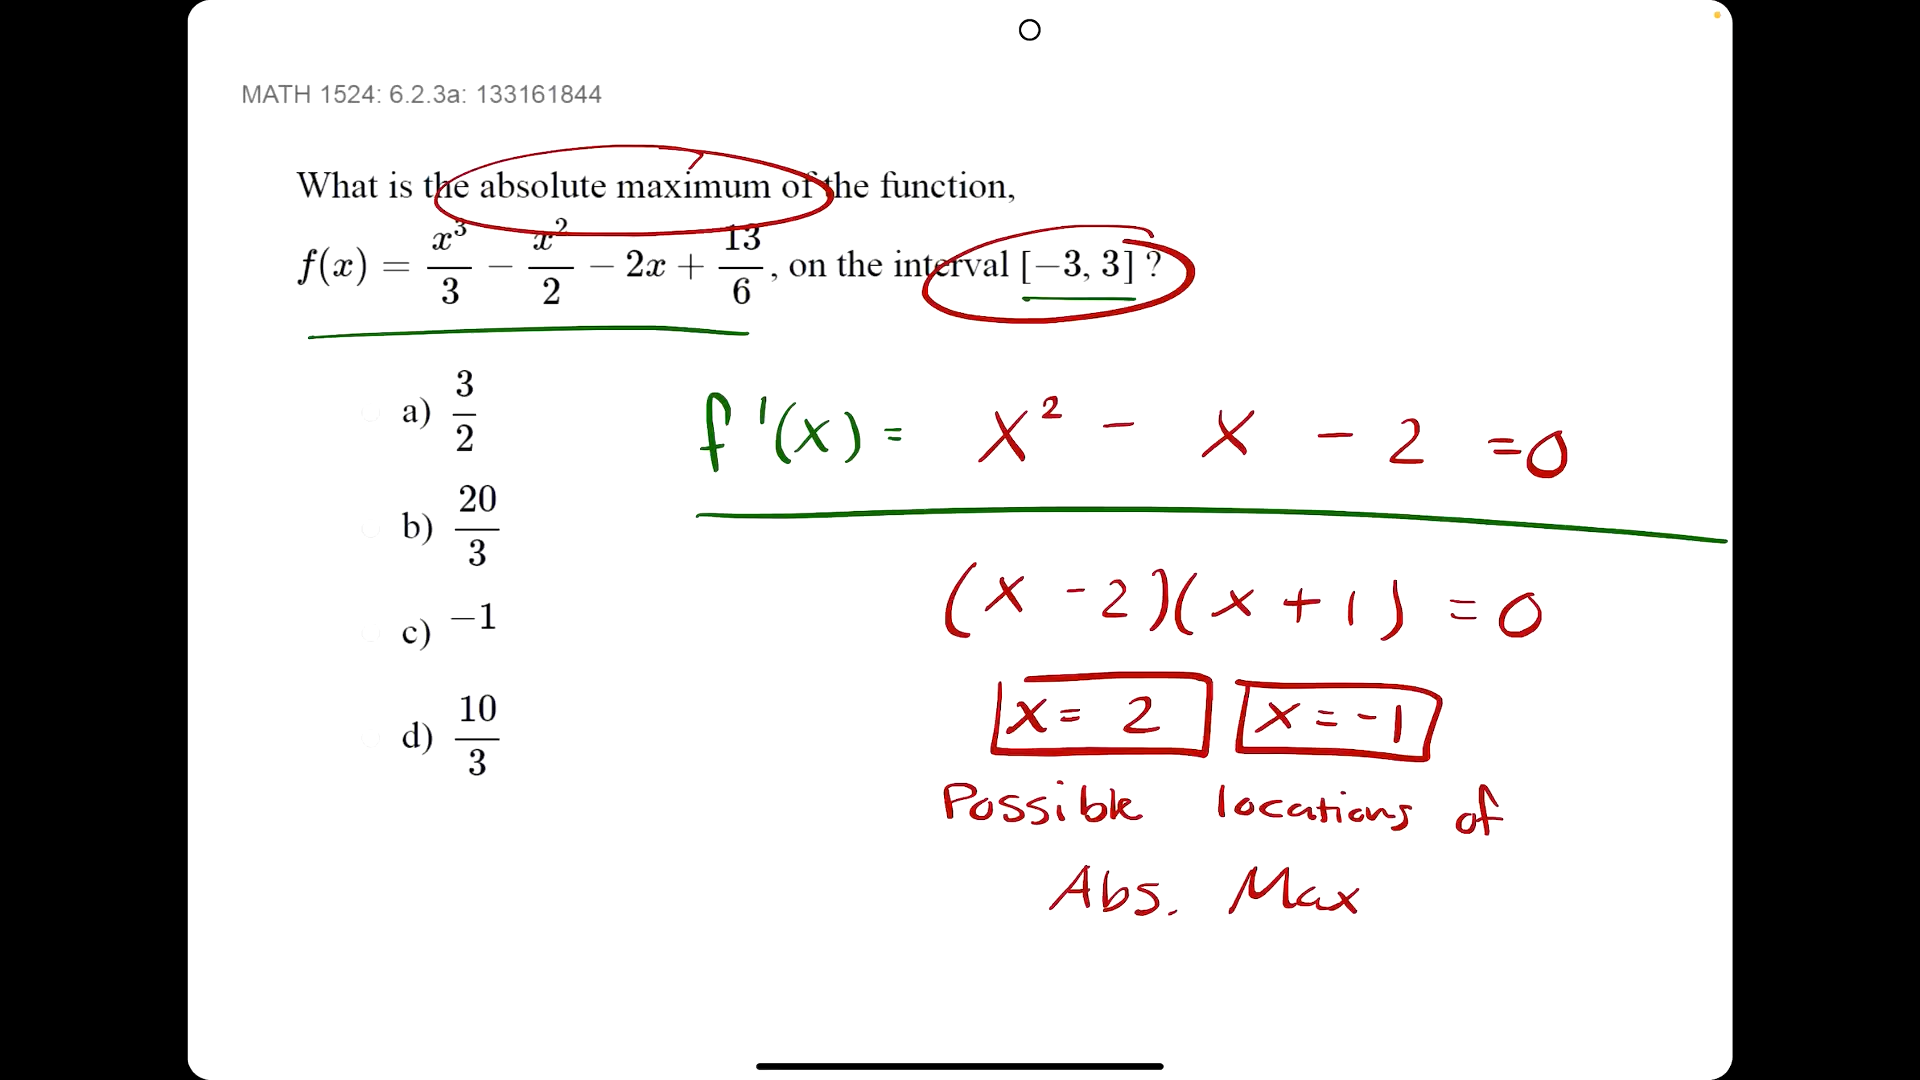 MATH 1524: 6.2.3a: 133161844
What is the absolute maximum of the function,
f(x) = x³/3 − x²/2 − 2x + 13/6, on the interval [−3, 3] ?
a) 3/2
b) 20/3
c) −1
d) 10/3
f'(x) = x² − x − 2 = 0
(x − 2)(x + 1) = 0
x = 2 x = -1
Possible locations of
Abs. Max